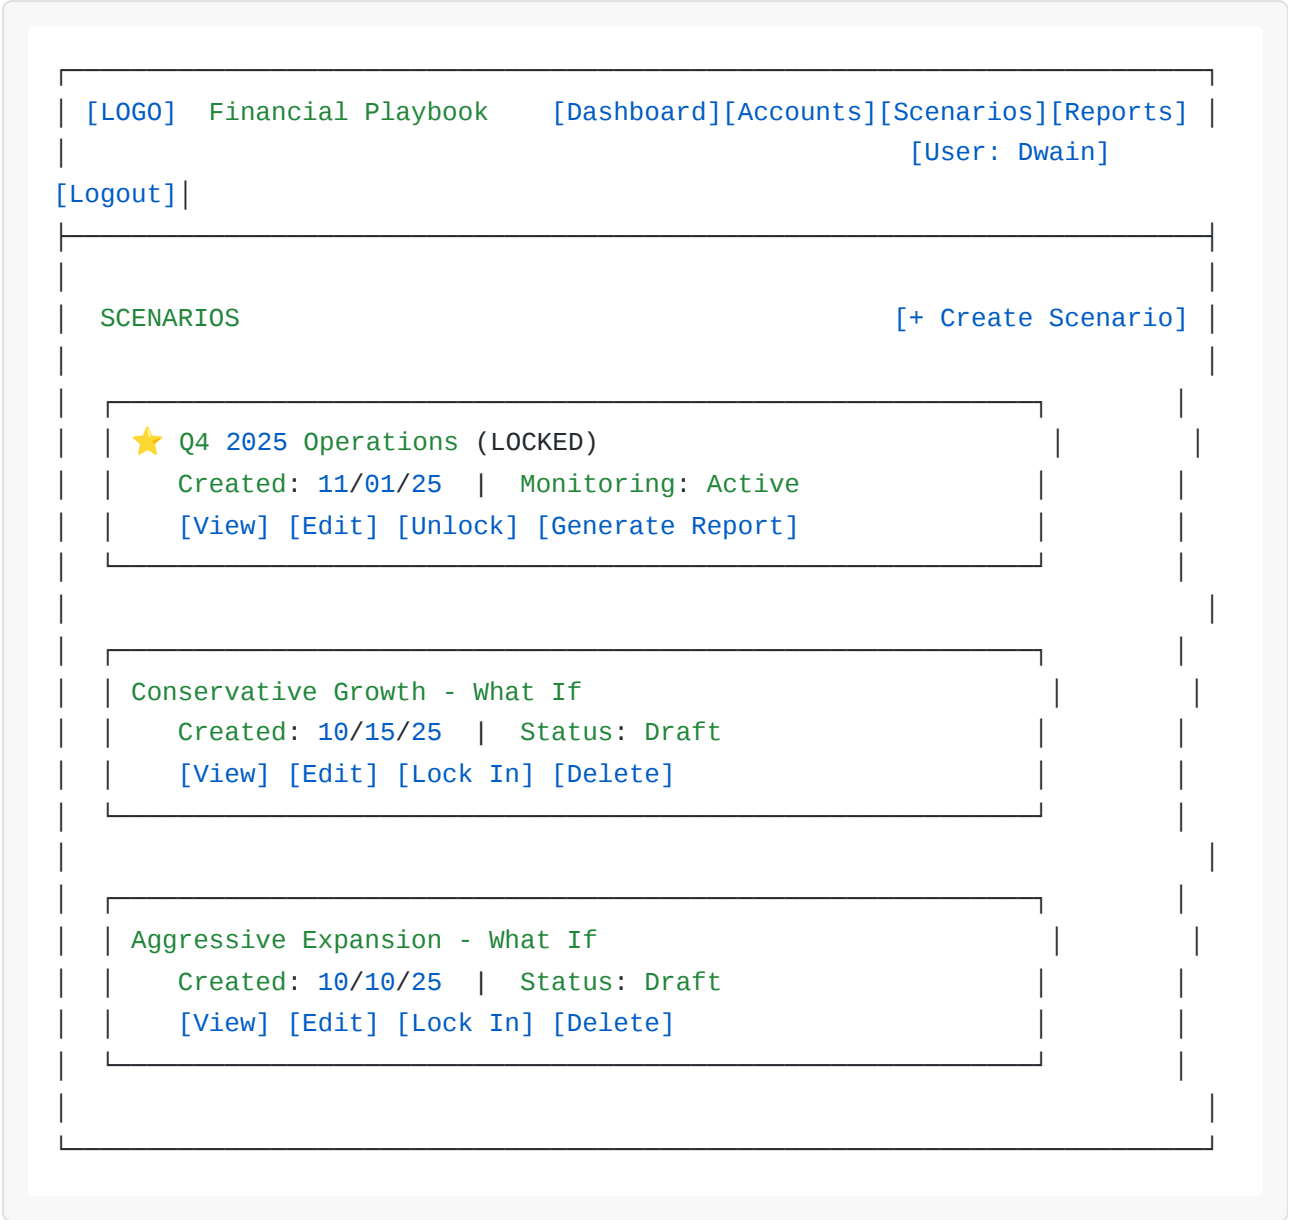 [LOGO]  Financial Playbook    [Dashboard][Accounts][Scenarios][Reports]
[User: Dwain]
[Logout]
SCENARIOS    [+ Create Scenario]
⭐ Q4 2025 Operations (LOCKED)
Created: 11/01/25  |  Monitoring: Active
[View] [Edit] [Unlock] [Generate Report]
Conservative Growth - What If
Created: 10/15/25  |  Status: Draft
[View] [Edit] [Lock In] [Delete]
Aggressive Expansion - What If
Created: 10/10/25  |  Status: Draft
[View] [Edit] [Lock In] [Delete]